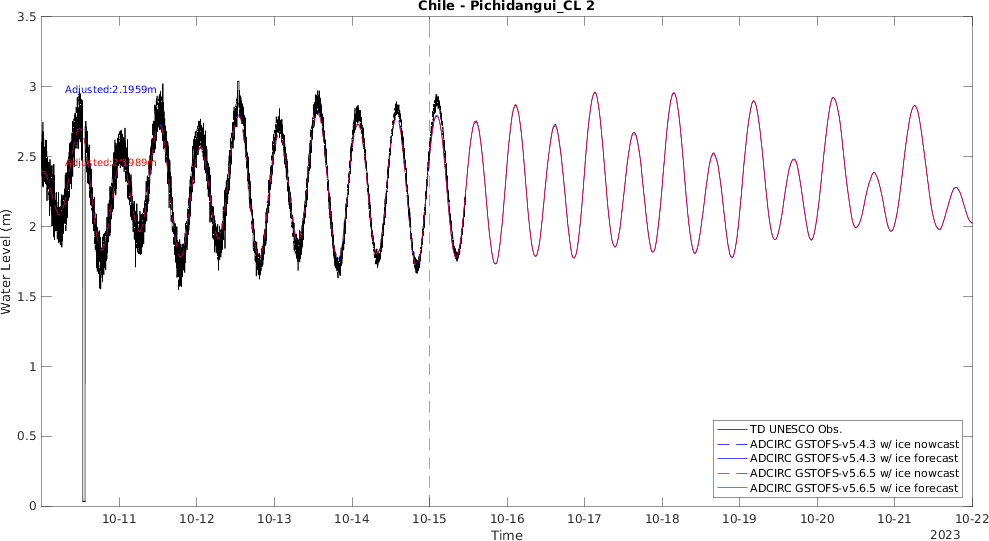 Chile - Pichidangui_CL 2
3.5
3
2.5
2
1.5
1
0.5
0
Water Level (m)
Adjusted:2.1959m
10-11
10-12
10-13
10-14
10-15
10-16
10-17
10-18
10-19
10-20
10-21
10-22
Time
2023
TD UNESCO Obs.
ADCIRC GSTOFS-v5.4.3 w/ ice nowcast
ADCIRC GSTOFS-v5.4.3 w/ ice forecast
ADCIRC GSTOFS-v5.6.5 w/ ice nowcast
ADCIRC GSTOFS-v5.6.5 w/ ice forecast